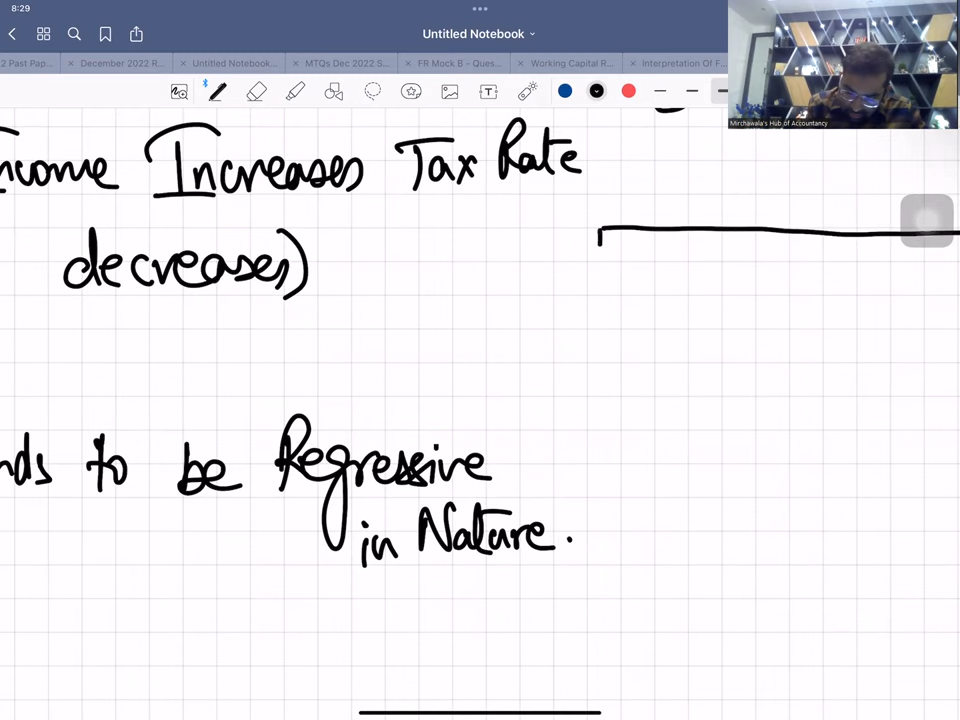 8:29
Untitled Notebook
2 Past Pap...
December 2022 R...
Untitled Notebook...
MTQs Dec 2022 S...
FR Mock B - Ques...
Working Capital R...
Interpretation Of F...
T
Mirchawala's Hub of Accountancy
ncome Increases Tax Rate
decreases)
nds to be Regressive
in Nature.